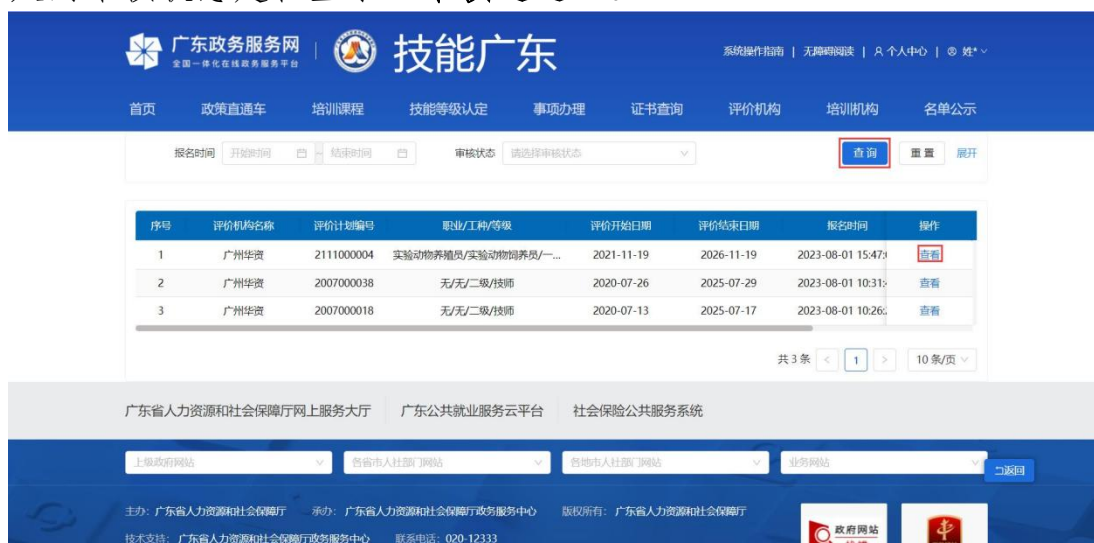 广东政务服务网
全国一体化在线政务服务平台
技能广东
系统操作指南 | 无障碍阅读 | 个人中心 | 姓*
首页 政策直通车 培训课程 技能等级认定 事项办理 证书查询 评价机构 培训机构 名单公示
报名时间 开始时间 ~ 结束时间 审核状态 请选择审核状态 查询 重置 展开
序号 评价机构名称 评价计划编号 职业/工种/等级 评价开始日期 评价结束日期 报名时间 操作
1 广州华资 2111000004 实验动物养殖员/实验动物饲养员/一... 2021-11-19 2026-11-19 2023-08-01 15:47: 查看
2 广州华资 2007000038 无/无/二级/技师 2020-07-26 2025-07-29 2023-08-01 10:31: 查看
3 广州华资 2007000018 无/无/二级/技师 2020-07-13 2025-07-17 2023-08-01 10:26: 查看
共 3 条 < 1 > 10 条/页
广东省人力资源和社会保障厅网上服务大厅 广东公共就业服务云平台 社会保险公共服务系统
上级政府网站 各省市人社部门网站 各地市人社部门网站 业务网站
返回
主办：广东省人力资源和社会保障厅 承办：广东省人力资源和社会保障厅政务服务中心 版权所有：广东省人力资源和社会保障厅
政府网站
技术支持：广东省人力资源和社会保障厅政务服务中心 联系电话：020-12333